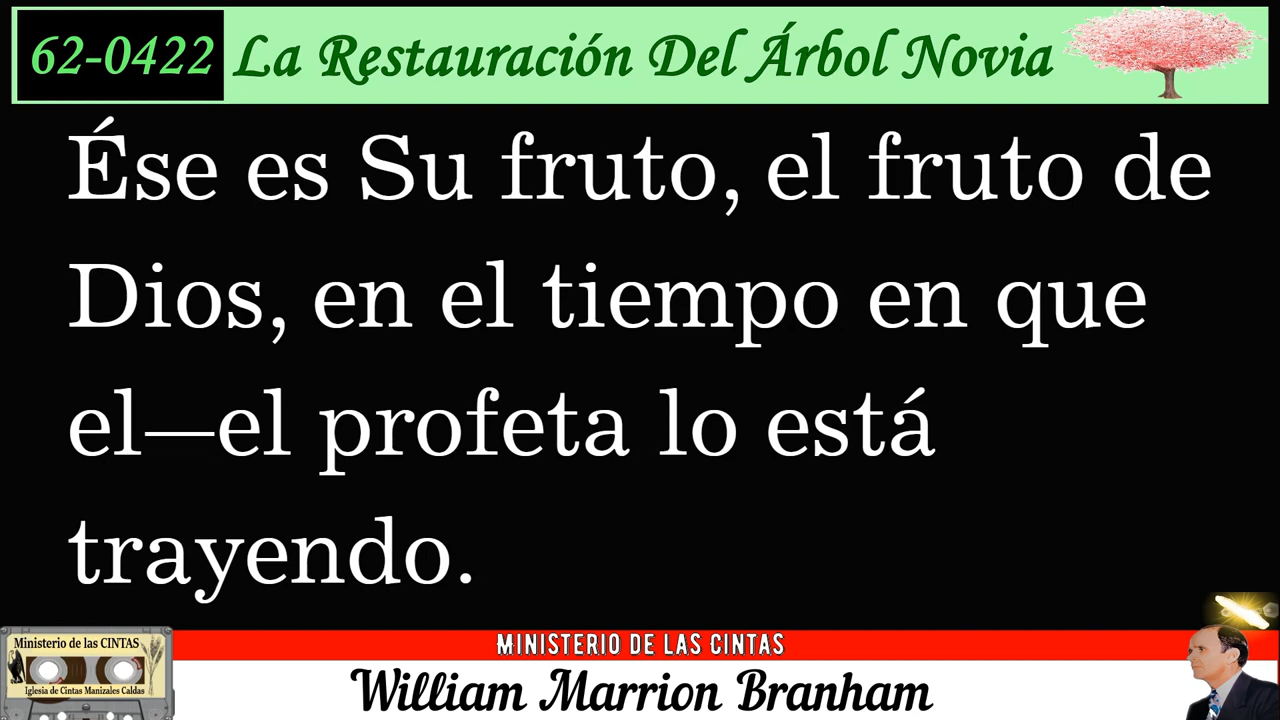 62-0422 La Restauración Del Árbol Novia
Ése es Su fruto, el fruto de
Dios, en el tiempo en que
el—el profeta lo está
trayendo.
Ministerio de las CINTAS
Iglesia de Cintas Manizales Caldas
MINISTERIO DE LAS CINTAS
William Marrion Branham